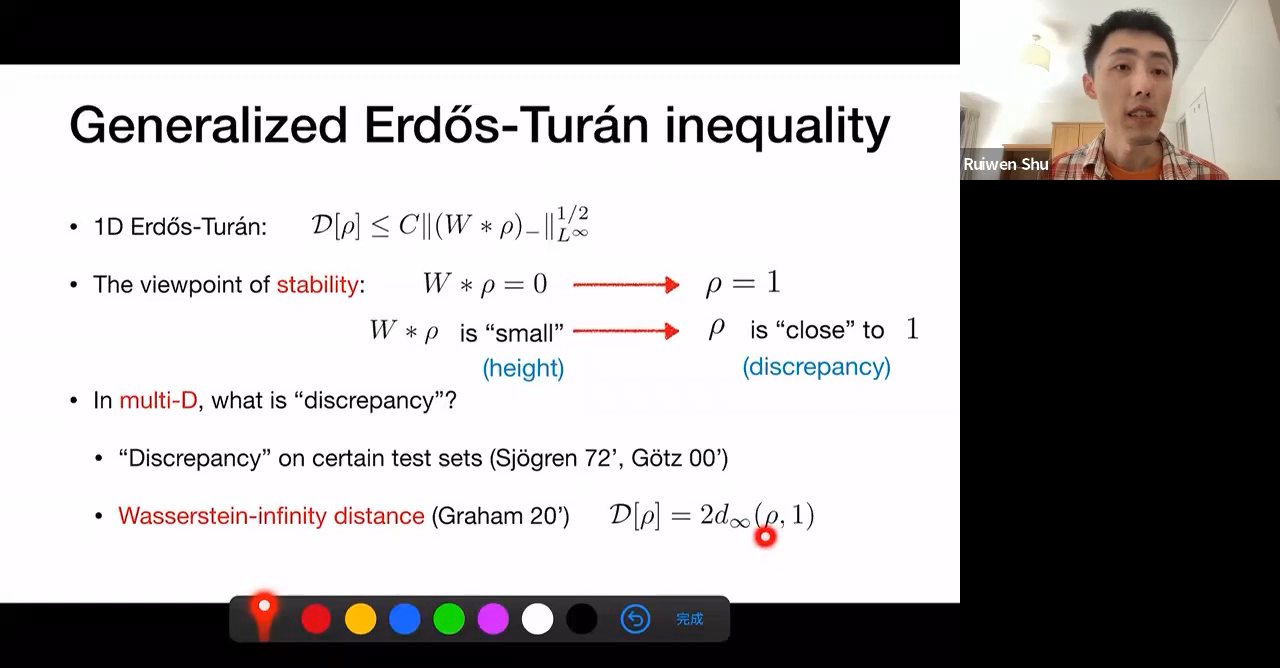 Generalized Erdős-Turán inequality
Ruiwen Shu
• 1D Erdős-Turán: 𝒟[ρ] ≤ C‖(W ∗ ρ)₋‖_{L^∞}^{1/2}
• The viewpoint of stability: W ∗ ρ = 0 → ρ = 1
W ∗ ρ is “small” → ρ is “close” to 1
(height) (discrepancy)
• In multi-D, what is “discrepancy”?
• “Discrepancy” on certain test sets (Sjögren 72’, Götz 00’)
• Wasserstein-infinity distance (Graham 20’) 𝒟[ρ] = 2d_∞(ρ, 1)
完成